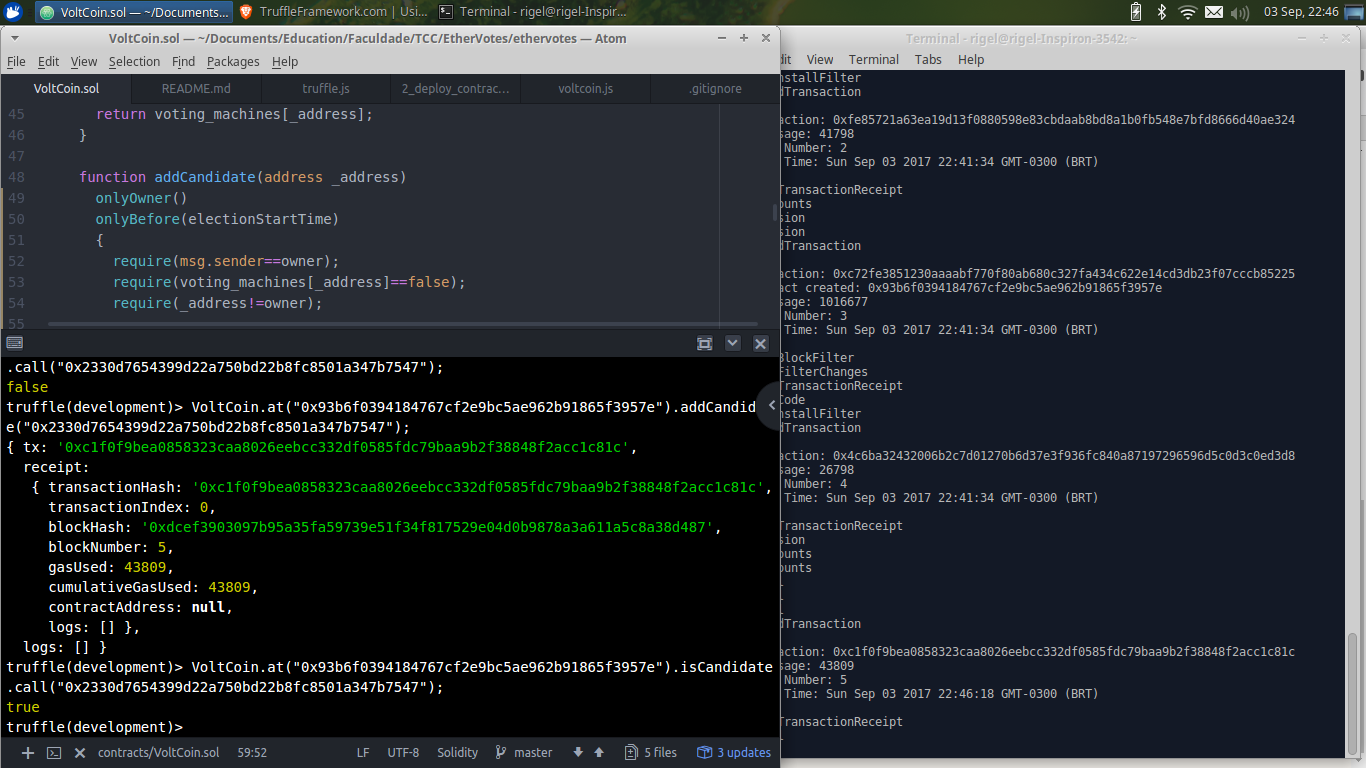 VoltCoin.sol — ~/Documents...
TruffleFramework.com | Usi...
Terminal - rigel@rigel-Inspir...
03 Sep, 22:46
VoltCoin.sol — ~/Documents/Education/Faculdade/TCC/EtherVotes/ethervotes — Atom
File Edit View Selection Find Packages Help
VoltCoin.sol README.md truffle.js 2_deploy_contrac... voltcoin.js .gitignore
45 return voting_machines[_address];
46 }
47
48 function addCandidate(address _address)
49 onlyOwner()
50 onlyBefore(electionStartTime)
51 {
52 require(msg.sender==owner);
53 require(voting_machines[_address]==false);
54 require(_address!=owner);
55
.call("0x2330d7654399d22a750bd22b8fc8501a347b7547");
false
truffle(development)> VoltCoin.at("0x93b6f0394184767cf2e9bc5ae962b91865f3957e").addCandid
e("0x2330d7654399d22a750bd22b8fc8501a347b7547");
{ tx: '0xc1f0f9bea0858323caa8026eebcc332df0585fdc79baa9b2f38848f2acc1c81c',
receipt:
{ transactionHash: '0xc1f0f9bea0858323caa8026eebcc332df0585fdc79baa9b2f38848f2acc1c81c',
transactionIndex: 0,
blockHash: '0xdcef3903097b95a35fa59739e51f34f817529e04d0b9878a3a611a5c8a38d487',
blockNumber: 5,
gasUsed: 43809,
cumulativeGasUsed: 43809,
contractAddress: null,
logs: [] },
logs: [] }
truffle(development)> VoltCoin.at("0x93b6f0394184767cf2e9bc5ae962b91865f3957e").isCandidate
.call("0x2330d7654399d22a750bd22b8fc8501a347b7547");
true
truffle(development)>
contracts/VoltCoin.sol 59:52 LF UTF-8 Solidity master 5 files 3 updates
Terminal - rigel@rigel-Inspiron-3542: ~
dit View Terminal Tabs Help
nstallFilter
dTransaction
action: 0xfe85721a63ea19d13f0880598e83cbdaab8bd8a1b0fb548e7bfd8666d40ae324
sage: 41798
Number: 2
Time: Sun Sep 03 2017 22:41:34 GMT-0300 (BRT)
TransactionReceipt
ounts
sion
sion
dTransaction
action: 0xc72fe3851230aaaabf770f80ab680c327fa434c622e14cd3db23f07cccb85225
act created: 0x93b6f0394184767cf2e9bc5ae962b91865f3957e
sage: 1016677
Number: 3
Time: Sun Sep 03 2017 22:41:34 GMT-0300 (BRT)
BlockFilter
FilterChanges
TransactionReceipt
Code
nstallFilter
dTransaction
action: 0x4c6ba32432006b2c7d01270b6d37e3f936fc840a87197296596d5c0d3c0ed3d8
sage: 26798
Number: 4
Time: Sun Sep 03 2017 22:41:34 GMT-0300 (BRT)
TransactionReceipt
sion
ounts
ounts
dTransaction
action: 0xc1f0f9bea0858323caa8026eebcc332df0585fdc79baa9b2f38848f2acc1c81c
sage: 43809
Number: 5
Time: Sun Sep 03 2017 22:46:18 GMT-0300 (BRT)
TransactionReceipt